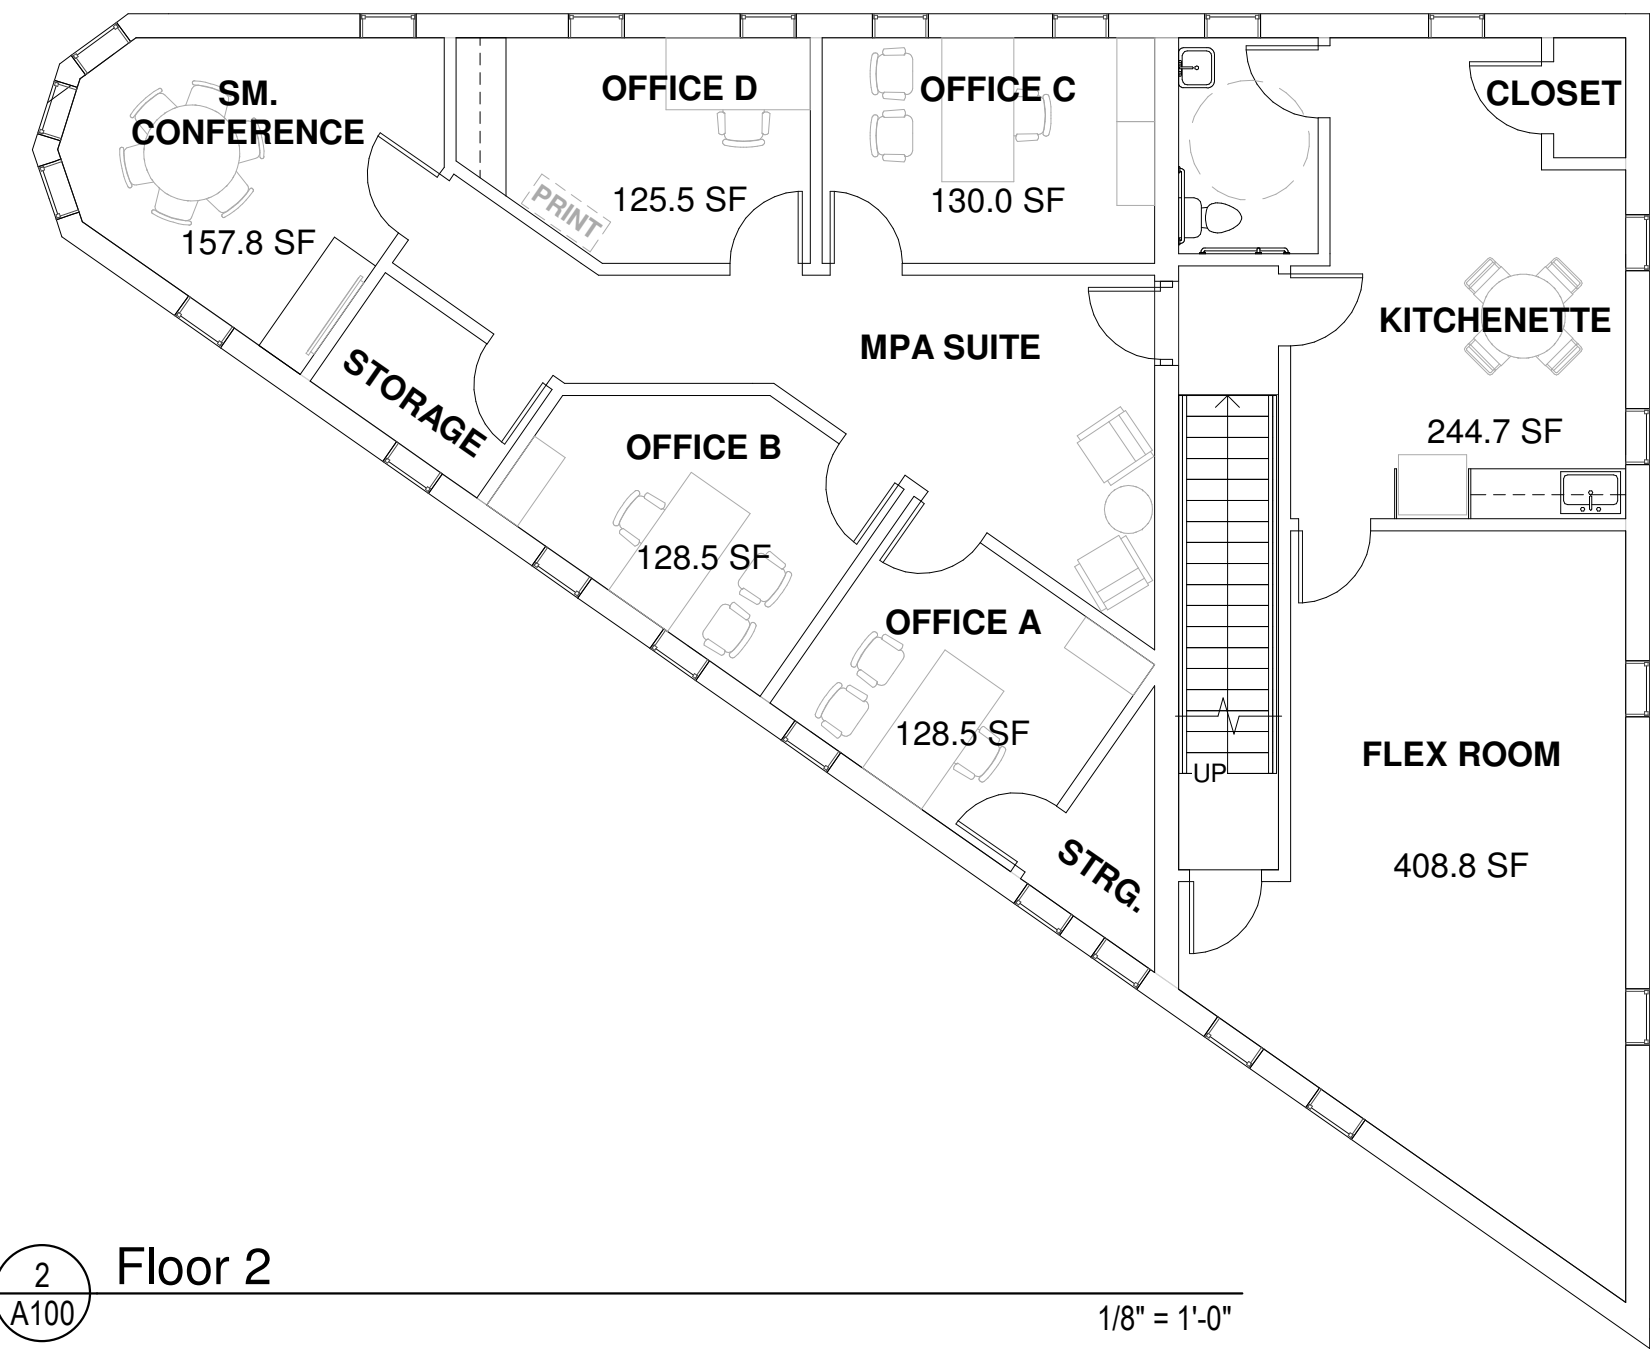 SM.
CONFERENCE
157.8 SF
OFFICE D
125.5 SF
PRINT
OFFICE C
130.0 SF
CLOSET
KITCHENETTE
244.7 SF
MPA SUITE
STORAGE
OFFICE B
128.5 SF
OFFICE A
128.5 SF
STRG.
UP
FLEX ROOM
408.8 SF
2
A100
Floor 2
1/8" = 1'-0"